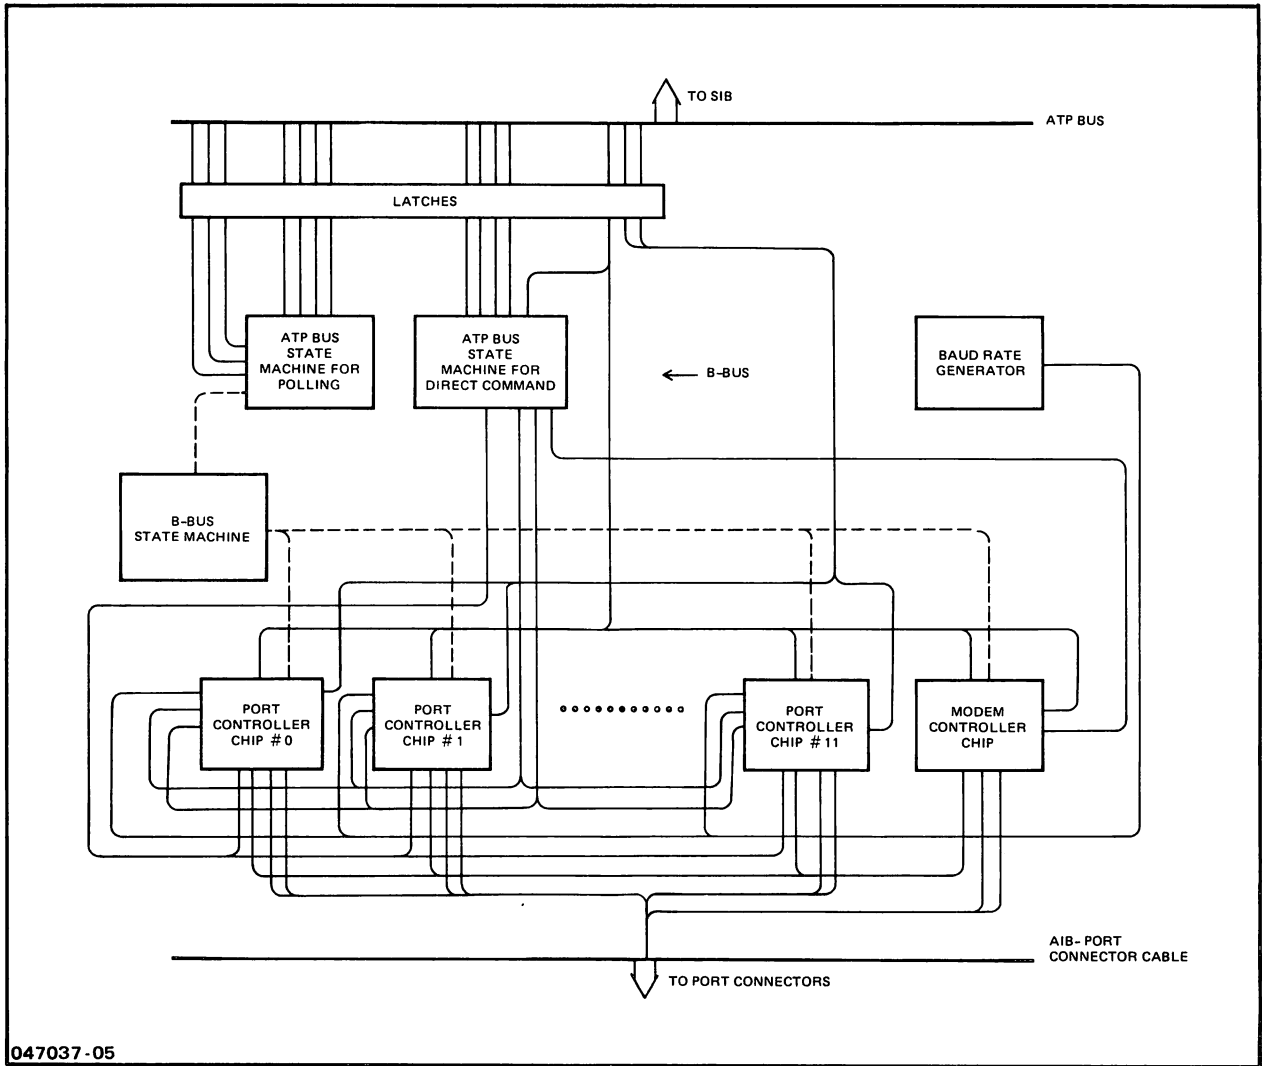 TO SIB
ATP BUS
LATCHES
ATP BUS
STATE
MACHINE FOR
POLLING
ATP BUS
STATE
MACHINE FOR
DIRECT COMMAND
B-BUS
BAUD RATE
GENERATOR
B-BUS
STATE MACHINE
PORT
CONTROLLER
CHIP #0
PORT
CONTROLLER
CHIP #1
PORT
CONTROLLER
CHIP #11
MODEM
CONTROLLER
CHIP
AIB-PORT
CONNECTOR CABLE
TO PORT CONNECTORS
047037-05